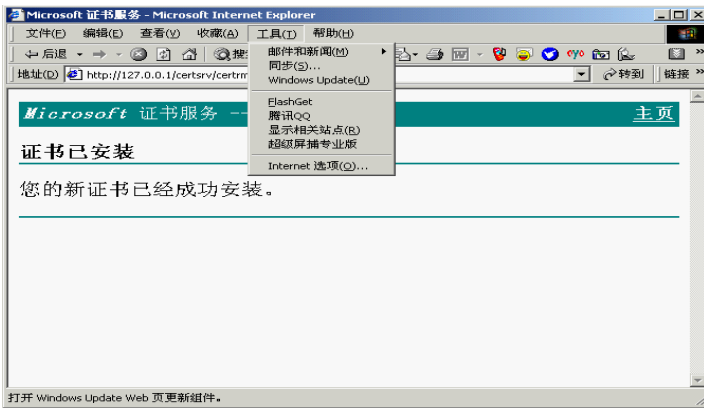 Microsoft 证书服务 - Microsoft Internet Explorer
文件(F) 编辑(E) 查看(V) 收藏(A) 工具(T) 帮助(H)
后退 搜
地址(D) http://127.0.0.1/certsrv/certrm 转到 链接 »
邮件和新闻(M)
同步(S)...
Windows Update(U)
FlashGet
腾讯QQ
显示相关站点(R)
超级屏捕专业版
Internet 选项(O)...
Microsoft 证书服务 -- 主页
证书已安装
您的新证书已经成功安装。
打开 Windows Update Web 页更新组件。